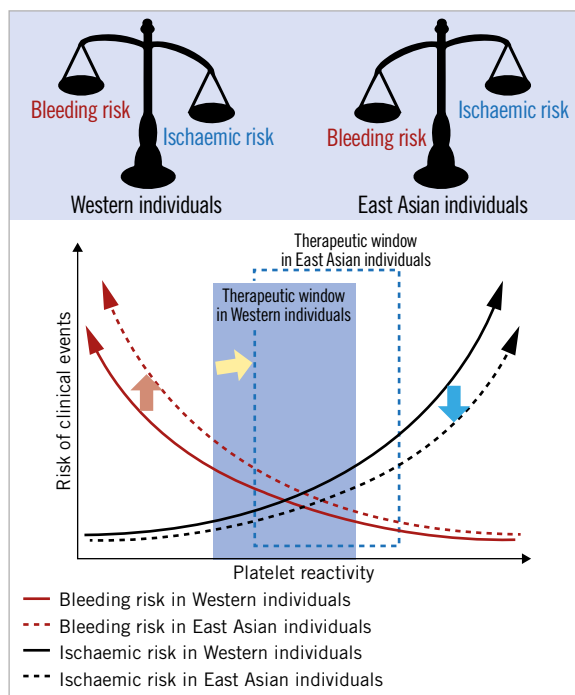 Bleeding risk
Ischaemic risk
Western individuals
Ischaemic risk
Bleeding risk
East Asian individuals
Therapeutic window
in East Asian individuals
Therapeutic window
in Western individuals
Risk of clinical events
Platelet reactivity
Bleeding risk in Western individuals
Bleeding risk in East Asian individuals
Ischaemic risk in Western individuals
Ischaemic risk in East Asian individuals